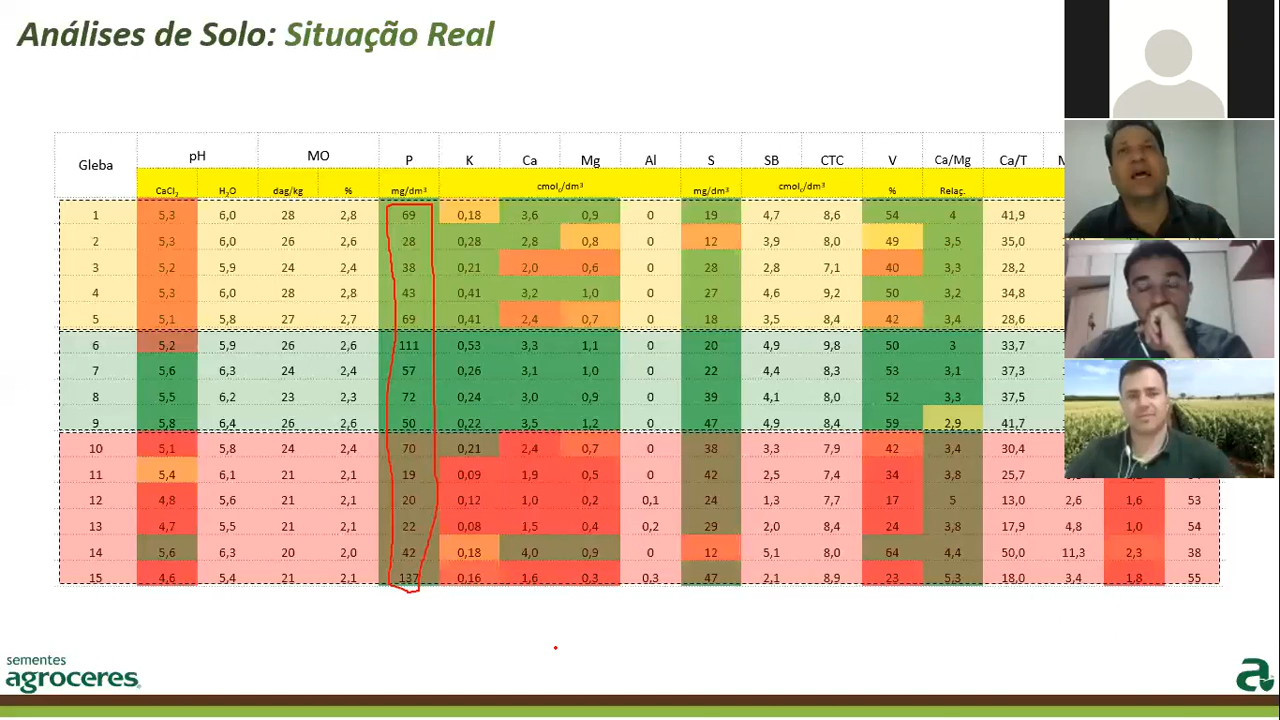 Análises de Solo: Situação Real
Gleba pH MO P K Ca Mg Al S SB CTC V Ca/Mg Ca/T
CaCl₂ H₂O dag/kg % mg/dm³ cmolc/dm³ mg/dm³ cmolc/dm³ % Relaç.
1 5,3 6,0 28 2,8 69 0,18 3,6 0,9 0 19 4,7 8,6 54 4 41,9
2 5,3 6,0 26 2,6 28 0,28 2,8 0,8 0 12 3,9 8,0 49 3,5 35,0
3 5,2 5,9 24 2,4 38 0,21 2,0 0,6 0 28 2,8 7,1 40 3,3 28,2
4 5,3 6,0 28 2,8 43 0,41 3,2 1,0 0 27 4,6 9,2 50 3,2 34,8
5 5,1 5,8 27 2,7 69 0,41 2,4 0,7 0 18 3,5 8,4 42 3,4 28,6
6 5,2 5,9 26 2,6 111 0,53 3,3 1,1 0 20 4,9 9,8 50 3 33,7
7 5,6 6,3 24 2,4 57 0,26 3,1 1,0 0 22 4,4 8,3 53 3,1 37,3
8 5,5 6,2 23 2,3 72 0,24 3,0 0,9 0 39 4,1 8,0 52 3,3 37,5
9 5,8 6,4 26 2,6 50 0,22 3,5 1,2 0 47 4,9 8,4 59 2,9 41,7
10 5,1 5,8 24 2,4 70 0,21 2,4 0,7 0 38 3,3 7,9 42 3,4 30,4
11 5,4 6,1 21 2,1 19 0,09 1,9 0,5 0 42 2,5 7,4 34 3,8 25,7
12 4,8 5,6 21 2,1 20 0,12 1,0 0,2 0,1 24 1,3 7,7 17 5 13,0 2,6 1,6 53
13 4,7 5,5 21 2,1 22 0,08 1,5 0,4 0,2 29 2,0 8,4 24 3,8 17,9 4,8 1,0 54
14 5,6 6,3 20 2,0 42 0,18 4,0 0,9 0 12 5,1 8,0 64 4,4 50,0 11,3 2,3 38
15 4,6 5,4 21 2,1 137 0,16 1,6 0,3 0,3 47 2,1 8,9 23 5,3 18,0 3,4 1,8 55
sementes
agroceres